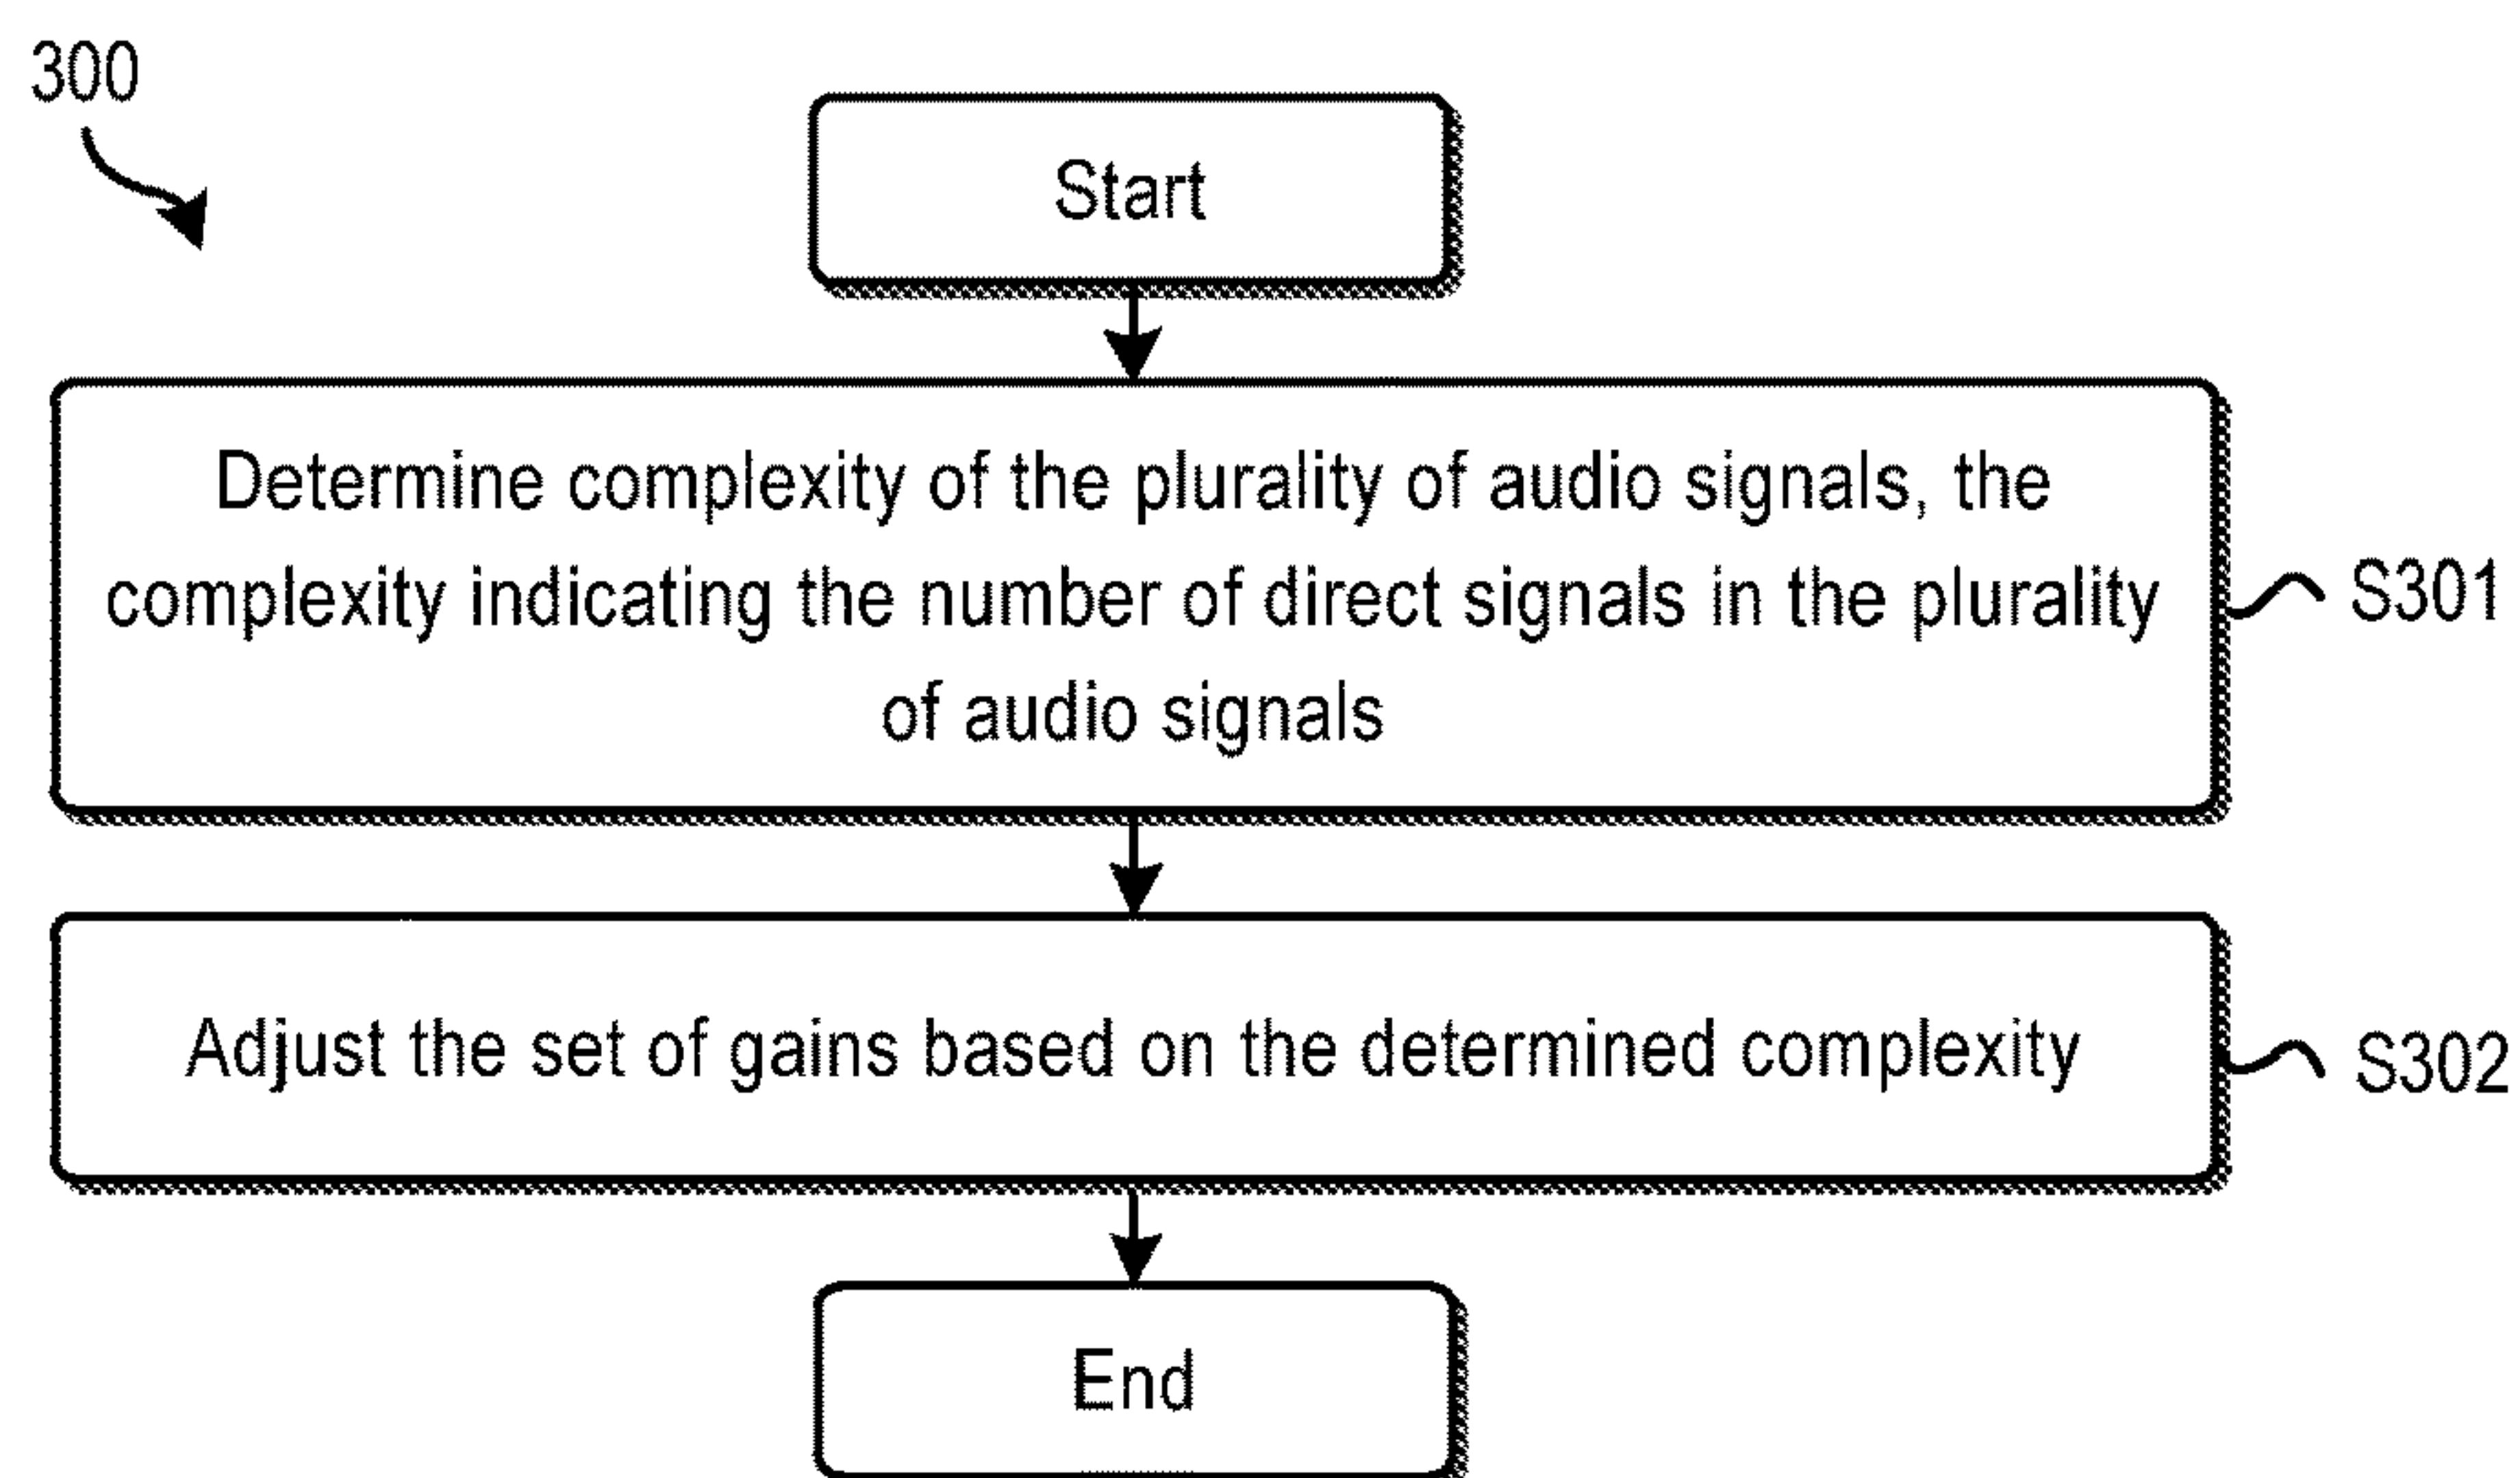 300
Start
Determine complexity of the plurality of audio signals, the
complexity indicating the number of direct signals in the plurality
of audio signals
S301
Adjust the set of gains based on the determined complexity
S302
End